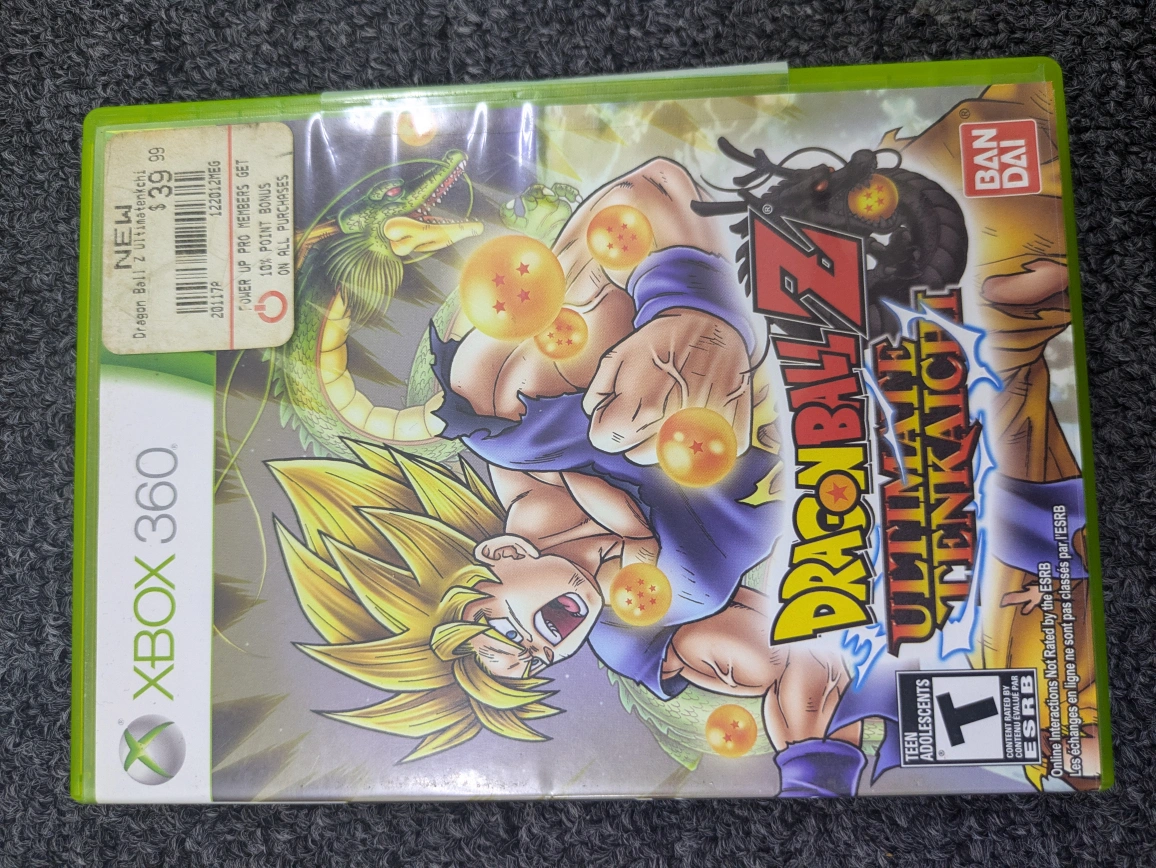 XBOX 360
NEW
Dragon Ball Z Ultimatenkchi
$ 39 99
20117P 122012MEG
POWER UP PRO MEMBERS GET
10% POINT BONUS
ON ALL PURCHASES
DRAGON BALL Z
ULTIMATE
TENKAICHI
BAN
DAI
TEEN
ADOLESCENTS
T
CONTENT RATED BY
CONTENU ÉVALUÉ PAR
ESRB
Online Interactions Not Rated by the ESRB
Les échanges en ligne ne sont pas classés par l'ESRB